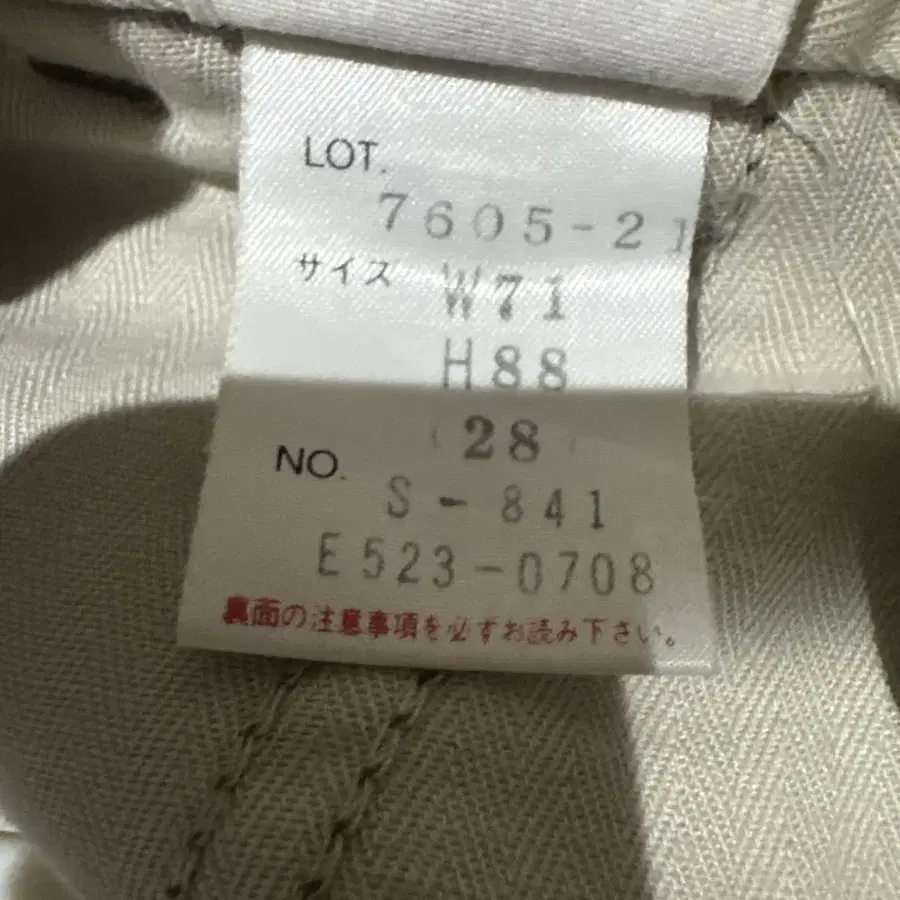 LOT.
7605-21
サイズ W71
H88
(28)
NO.
S-841
E523-0708
裏面の注意事項を必ずお読み下さい。